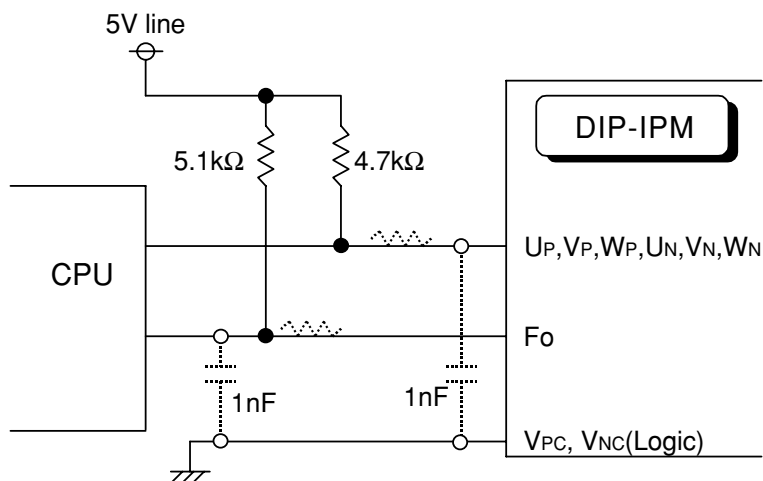 5V line
DIP-IPM
5.1kΩ
4.7kΩ
UP,VP,WP,UN,VN,WN
CPU
Fo
1nF
1nF
VPC, VNC(Logic)